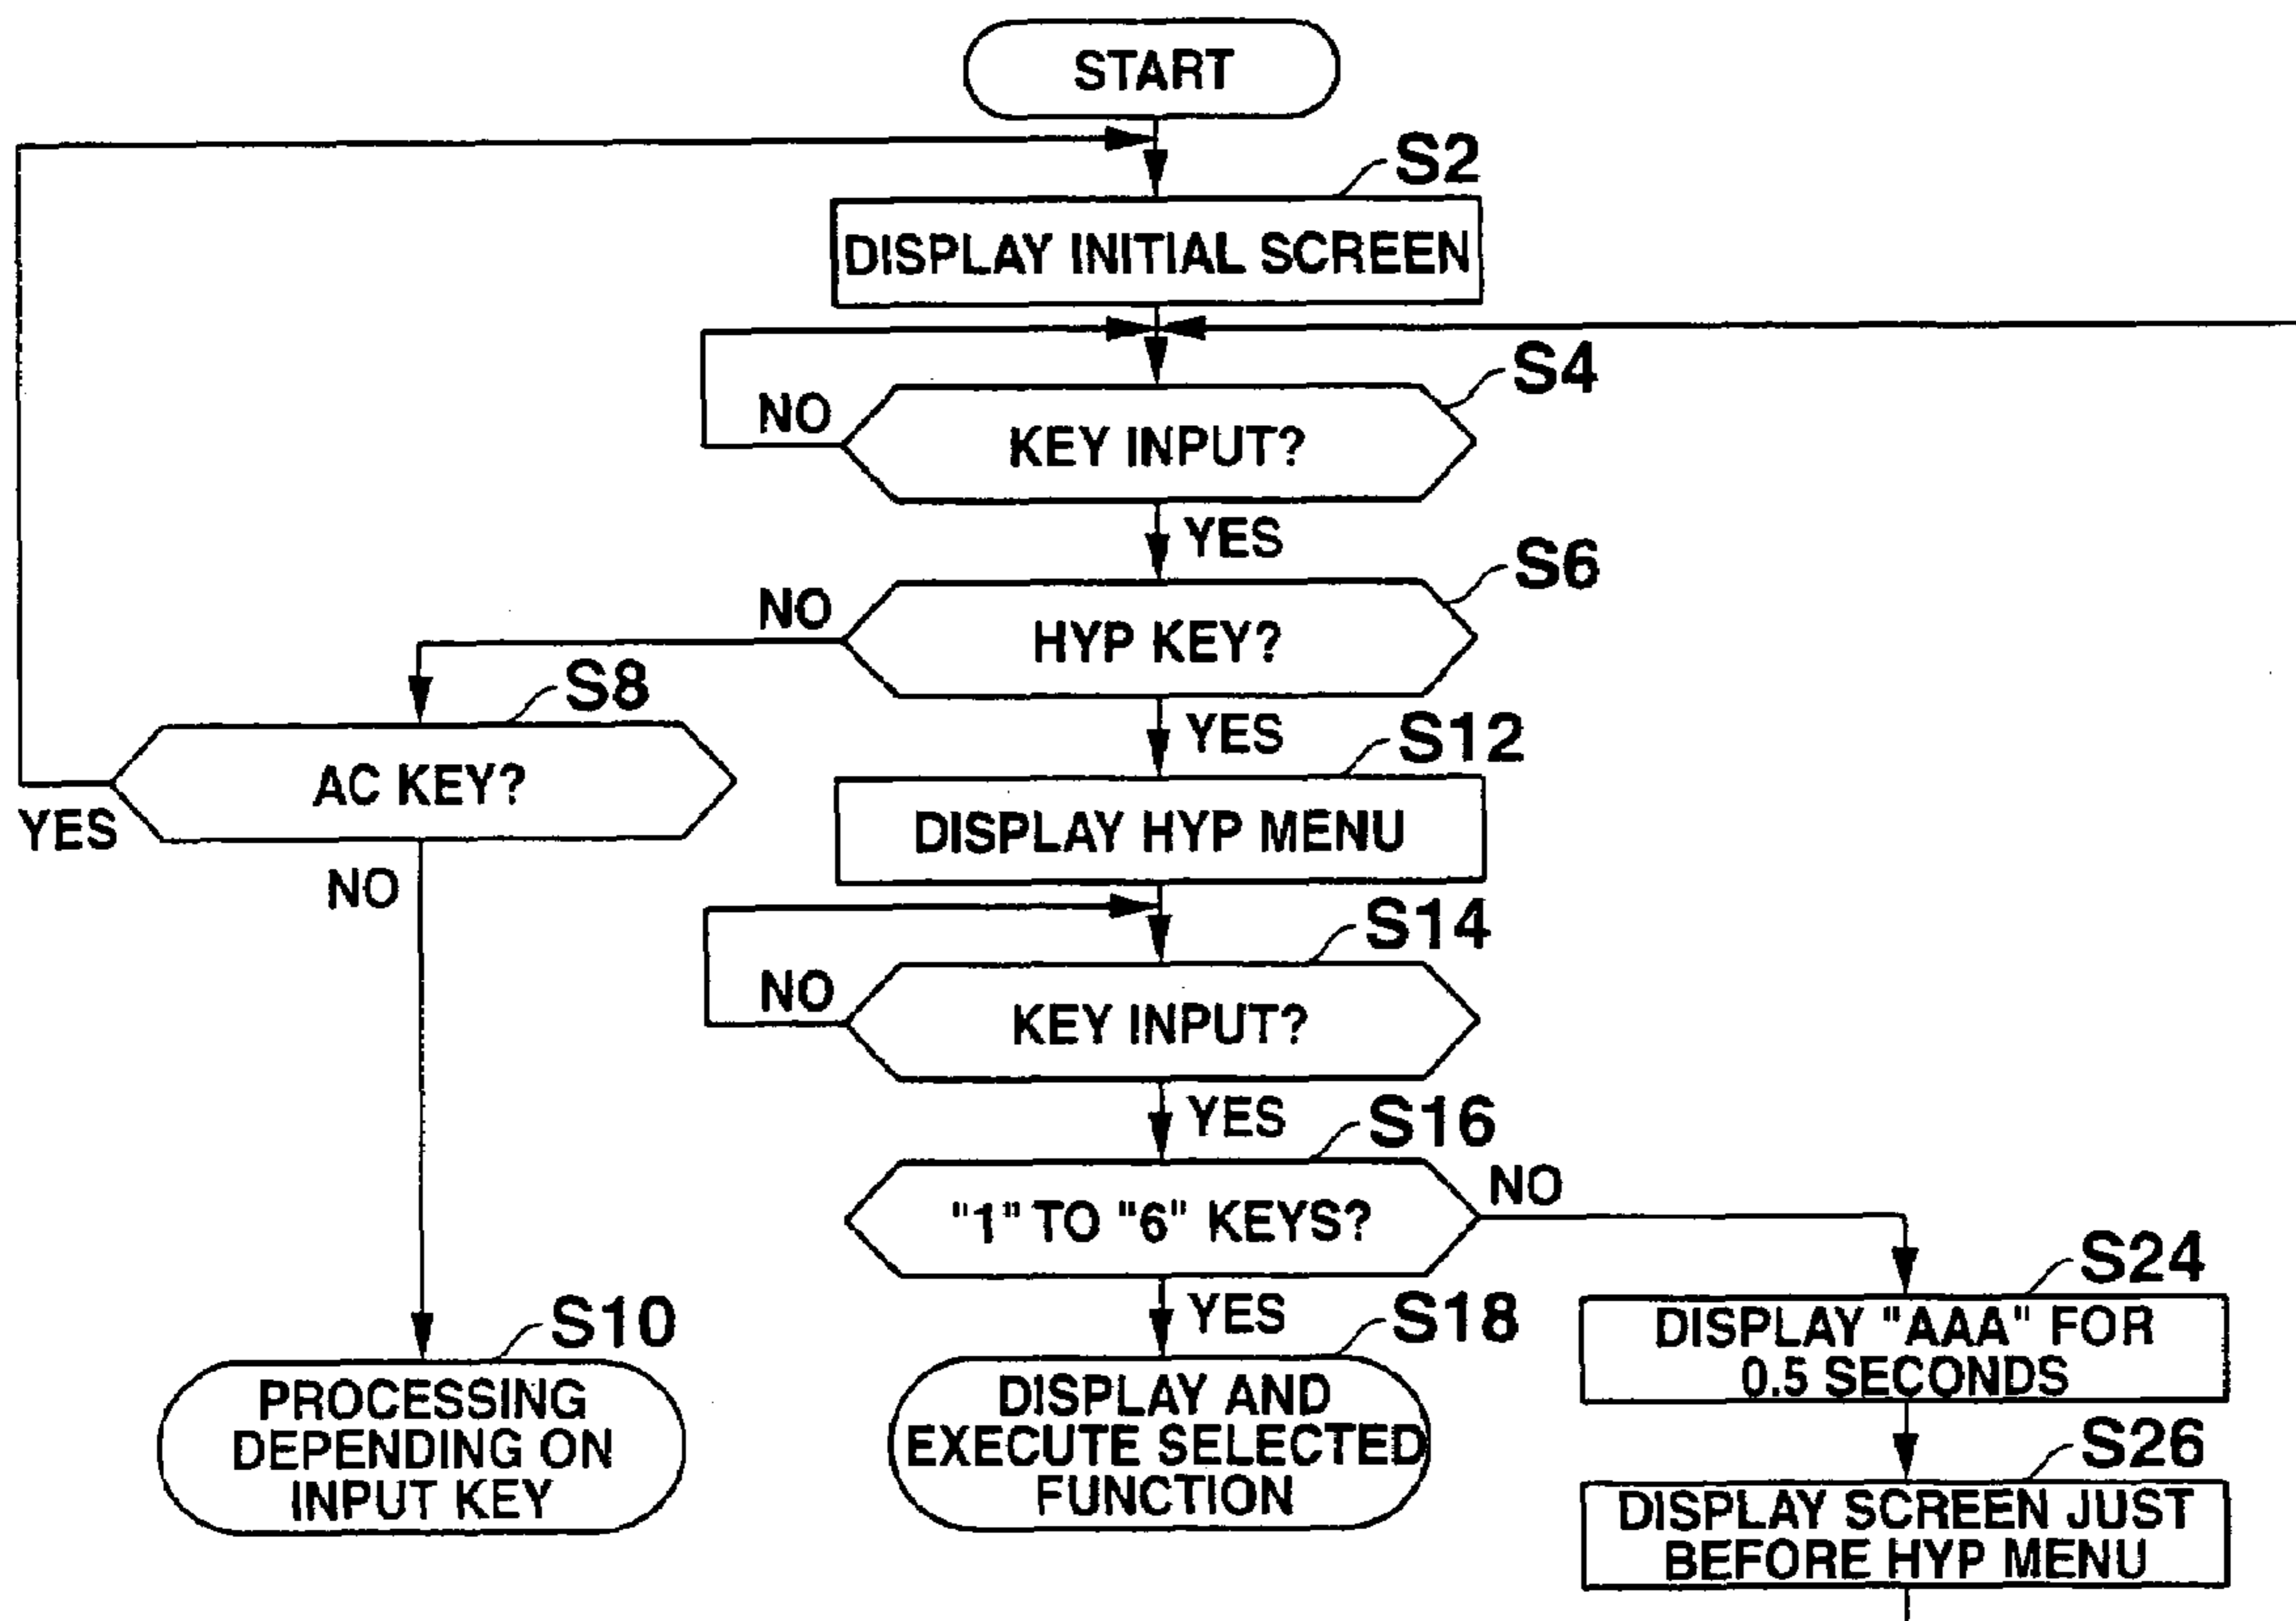 START
S2
DISPLAY INITIAL SCREEN
S4
NO
KEY INPUT?
YES
S6
NO
HYP KEY?
S8
YES
S12
AC KEY?
YES
DISPLAY HYP MENU
NO
S14
NO
KEY INPUT?
YES
S16
"1" TO "6" KEYS?
NO
S24
YES
S18
S10
DISPLAY "AAA" FOR
0.5 SECONDS
PROCESSING
DEPENDING ON
INPUT KEY
DISPLAY AND
EXECUTE SELECTED
FUNCTION
S26
DISPLAY SCREEN JUST
BEFORE HYP MENU